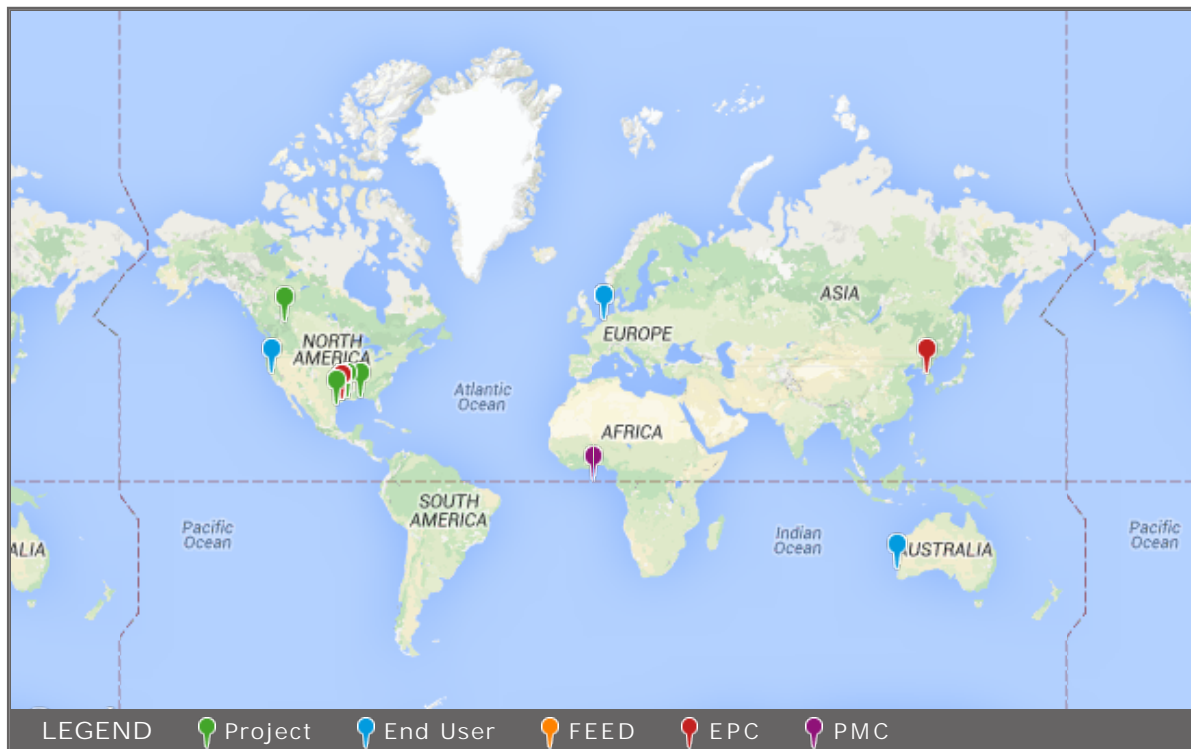 ASIA
NORTH
AMERICA
EUROPE
Atlantic
Ocean
AFRICA
SOUTH
AMERICA
Pacific
Ocean
Indian
Ocean
Pacific
Ocean
ALIA
AUSTRALIA
LEGEND Project End User FEED EPC PMC